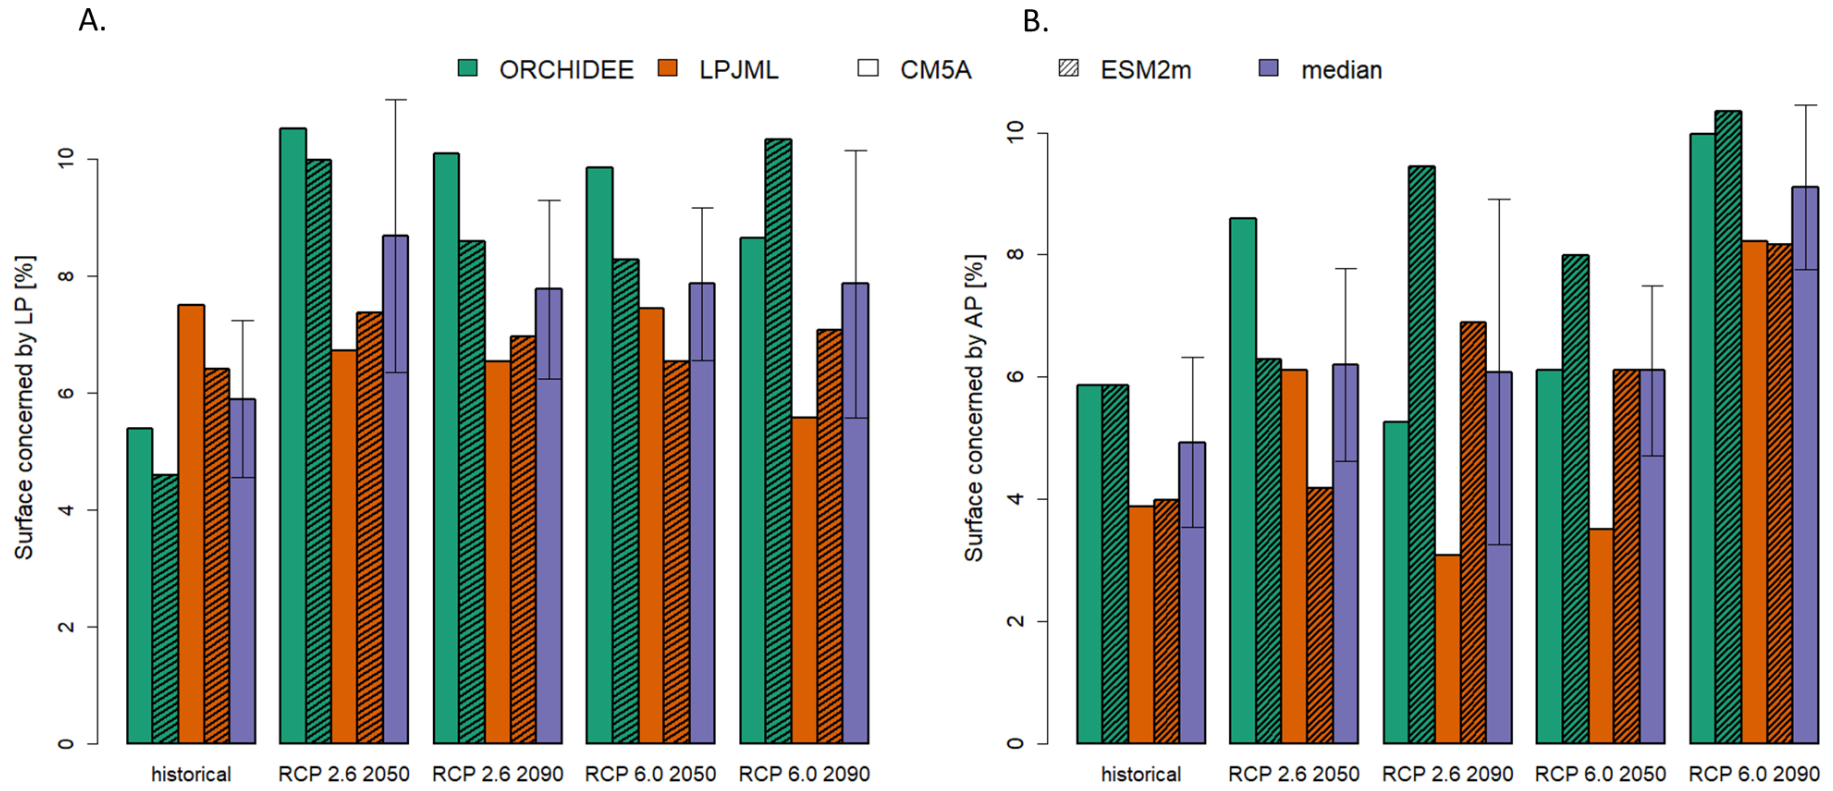 A.
B.
ORCHIDEE LPJML CM5A ESM2m median
Surface concerned by LP [%]
0 2 4 6 8 10
historical RCP 2.6 2050 RCP 2.6 2090 RCP 6.0 2050 RCP 6.0 2090
Surface concerned by AP [%]
0 2 4 6 8 10
historical RCP 2.6 2050 RCP 2.6 2090 RCP 6.0 2050 RCP 6.0 2090